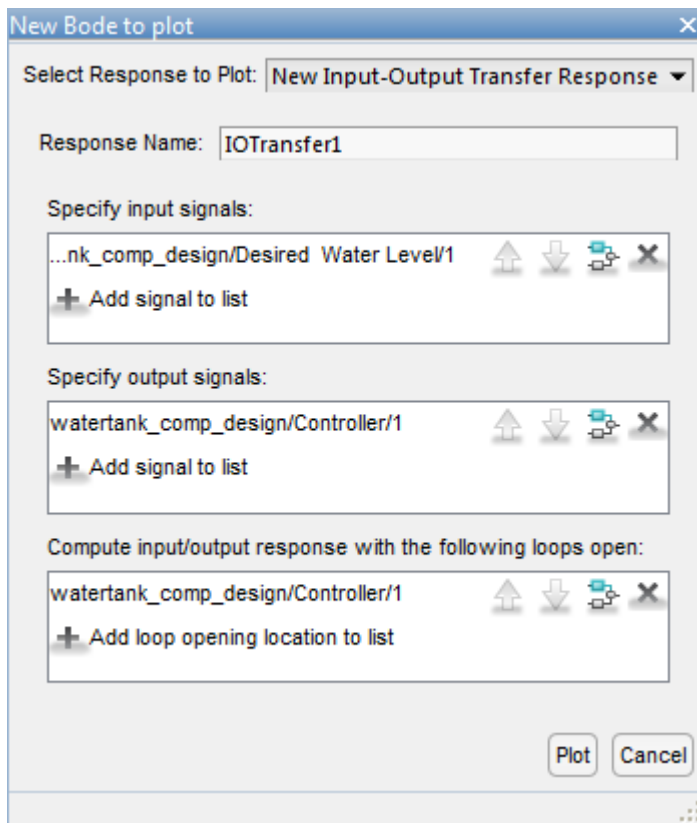 New Bode to plot
Select Response to Plot: New Input-Output Transfer Response
Response Name: IOTransfer1
Specify input signals:
...nk_comp_design/Desired  Water Level/1
Add signal to list
Specify output signals:
watertank_comp_design/Controller/1
Add signal to list
Compute input/output response with the following loops open:
watertank_comp_design/Controller/1
Add loop opening location to list
Plot Cancel